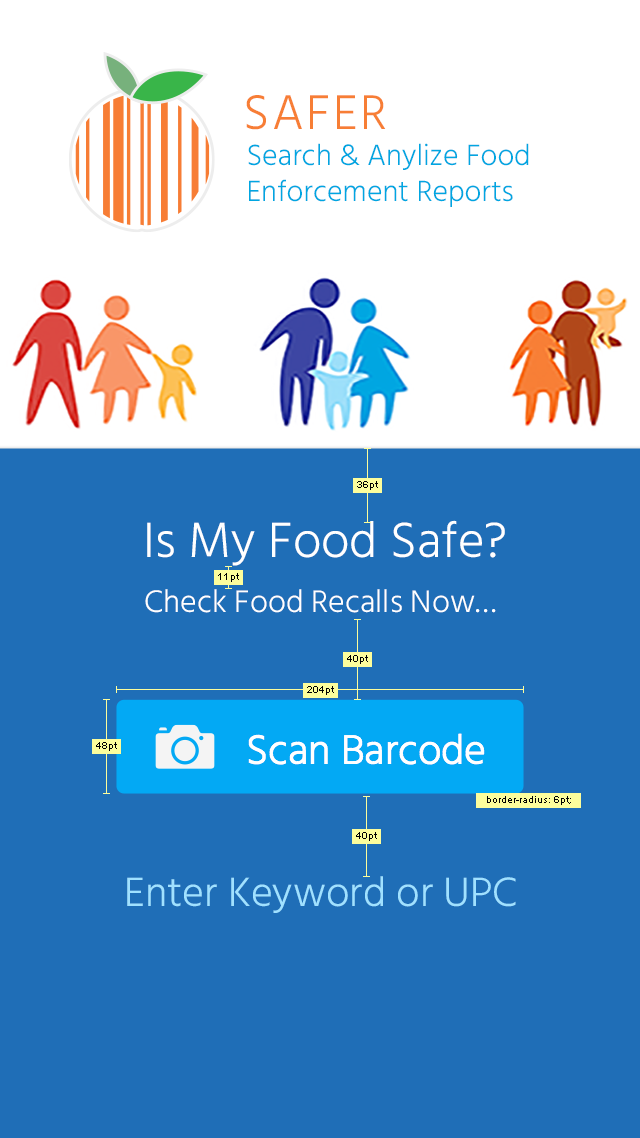 SAFER
Search & Anylize Food
Enforcement Reports
36pt
Is My Food Safe?
11pt
Check Food Recalls Now...
40pt
204pt
48pt
Scan Barcode
border-radius: 6pt;
40pt
Enter Keyword or UPC